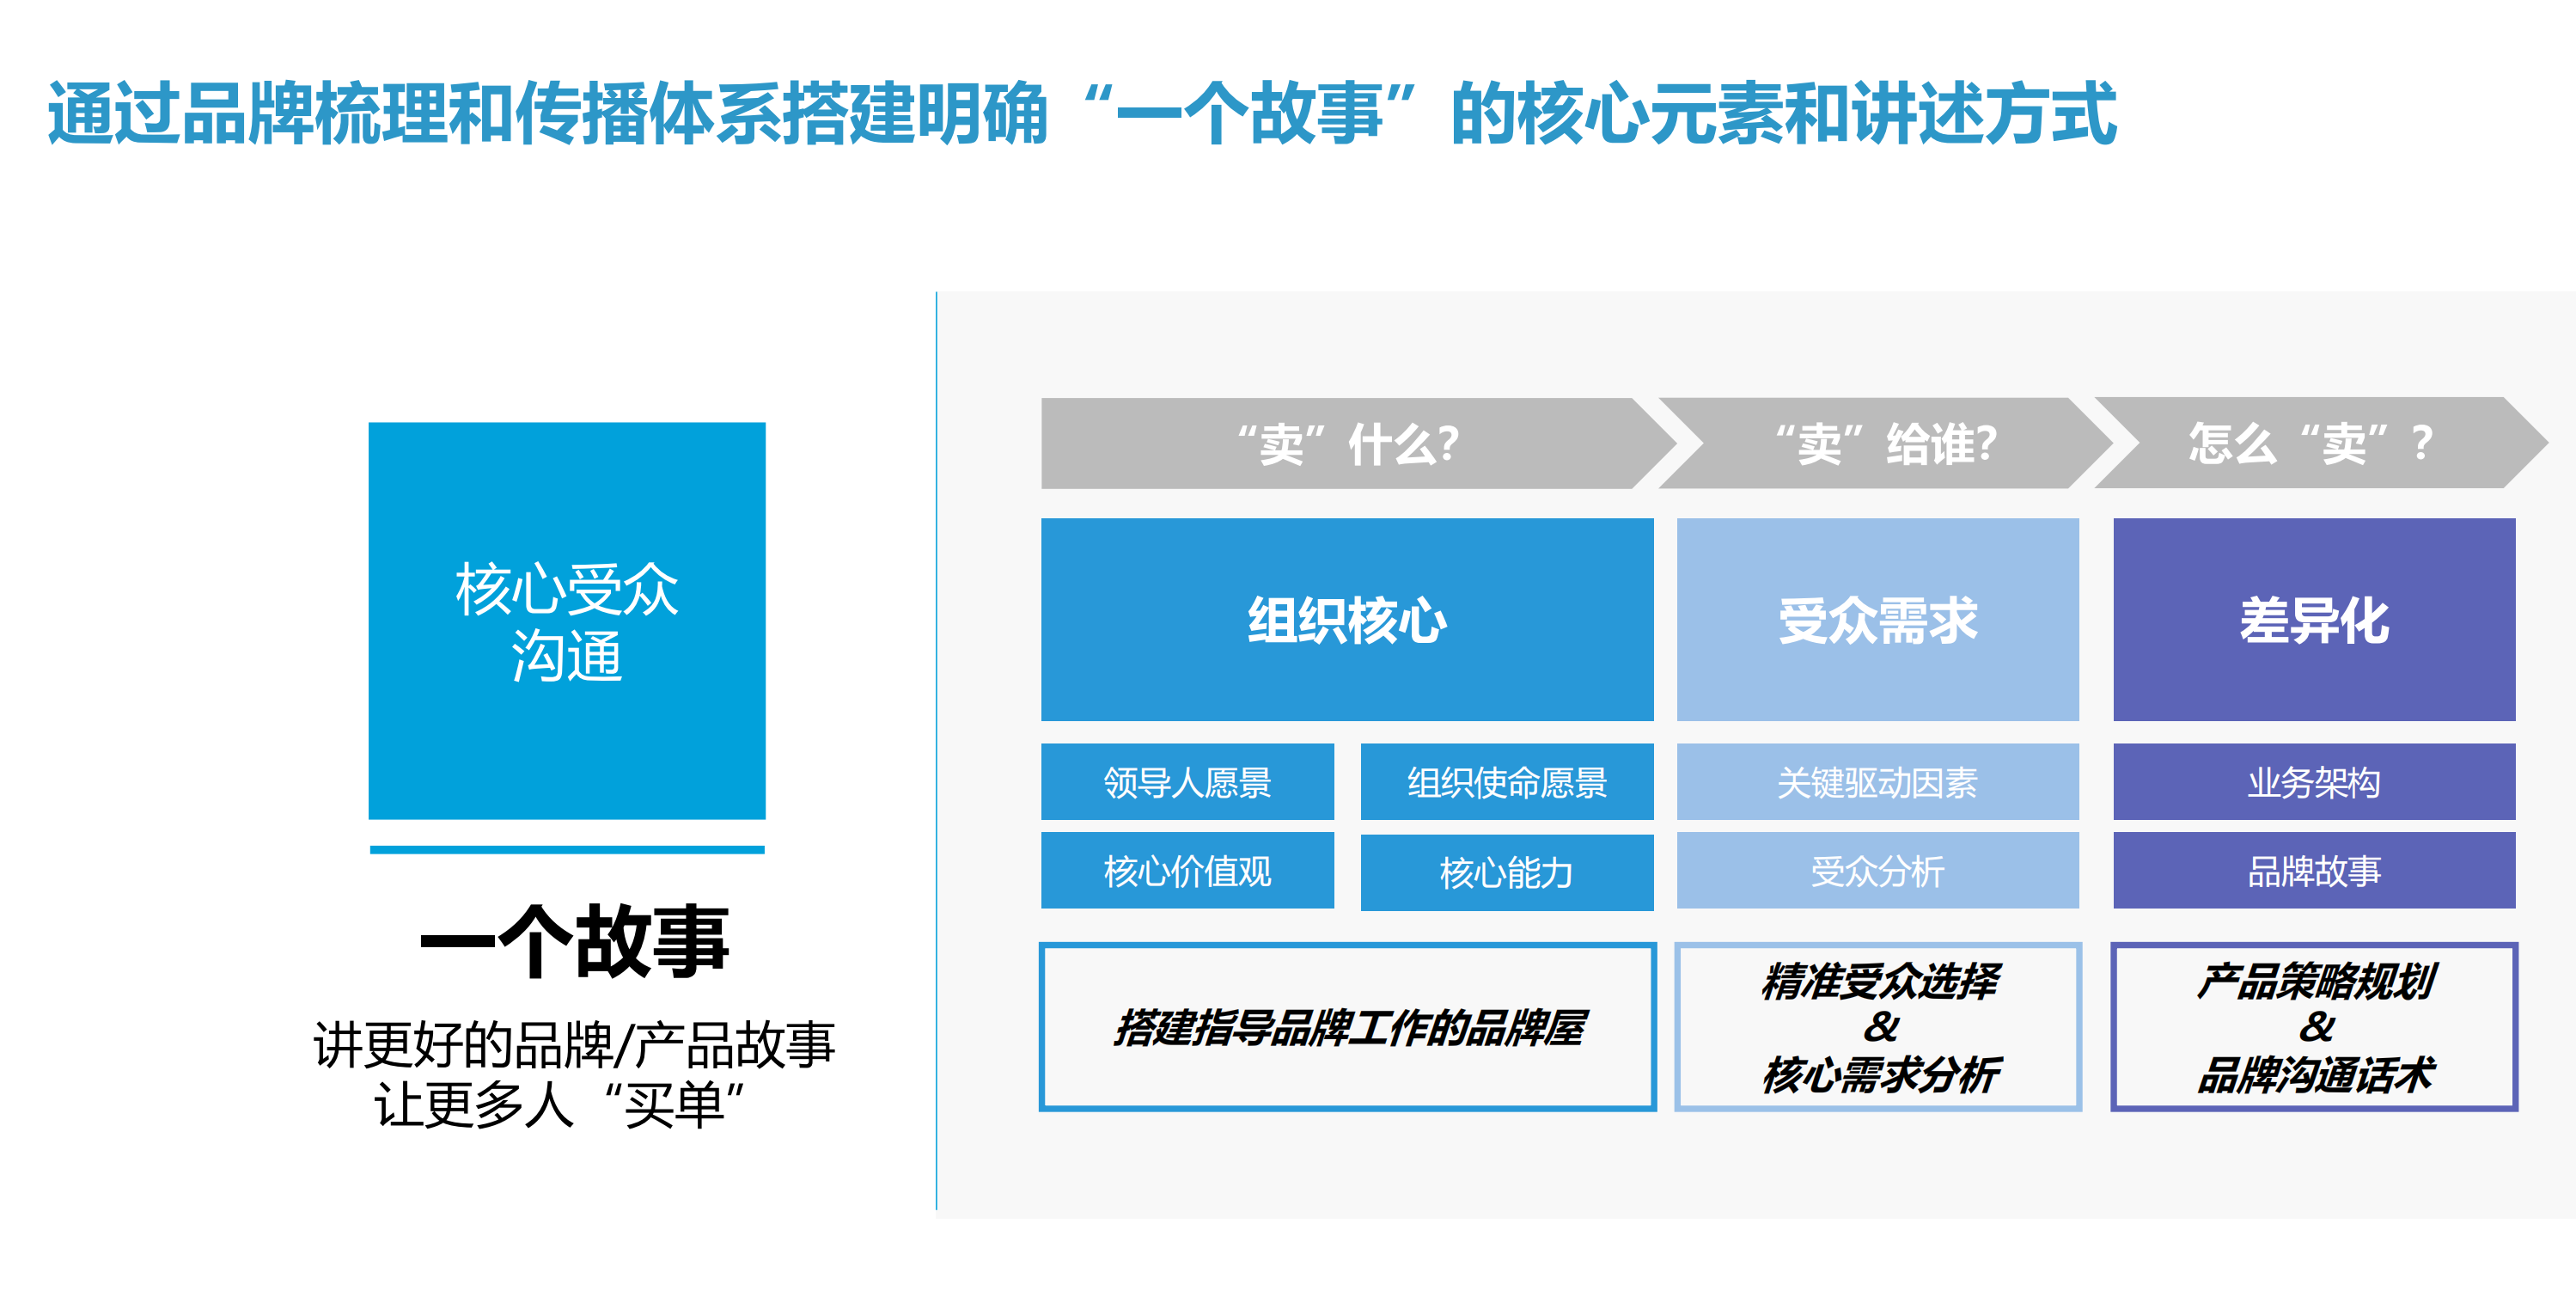 通过品牌梳理和传播体系搭建明确“一个故事”的核心元素和讲述方式
核心受众
沟通
一个故事
讲更好的品牌/产品故事
让更多人“买单”
“卖”什么？
“卖”给谁？
怎么“卖”？
组织核心
受众需求
差异化
领导人愿景
组织使命愿景
关键驱动因素
业务架构
核心价值观
核心能力
受众分析
品牌故事
搭建指导品牌工作的品牌屋
精准受众选择
&
核心需求分析
产品策略规划
&
品牌沟通话术